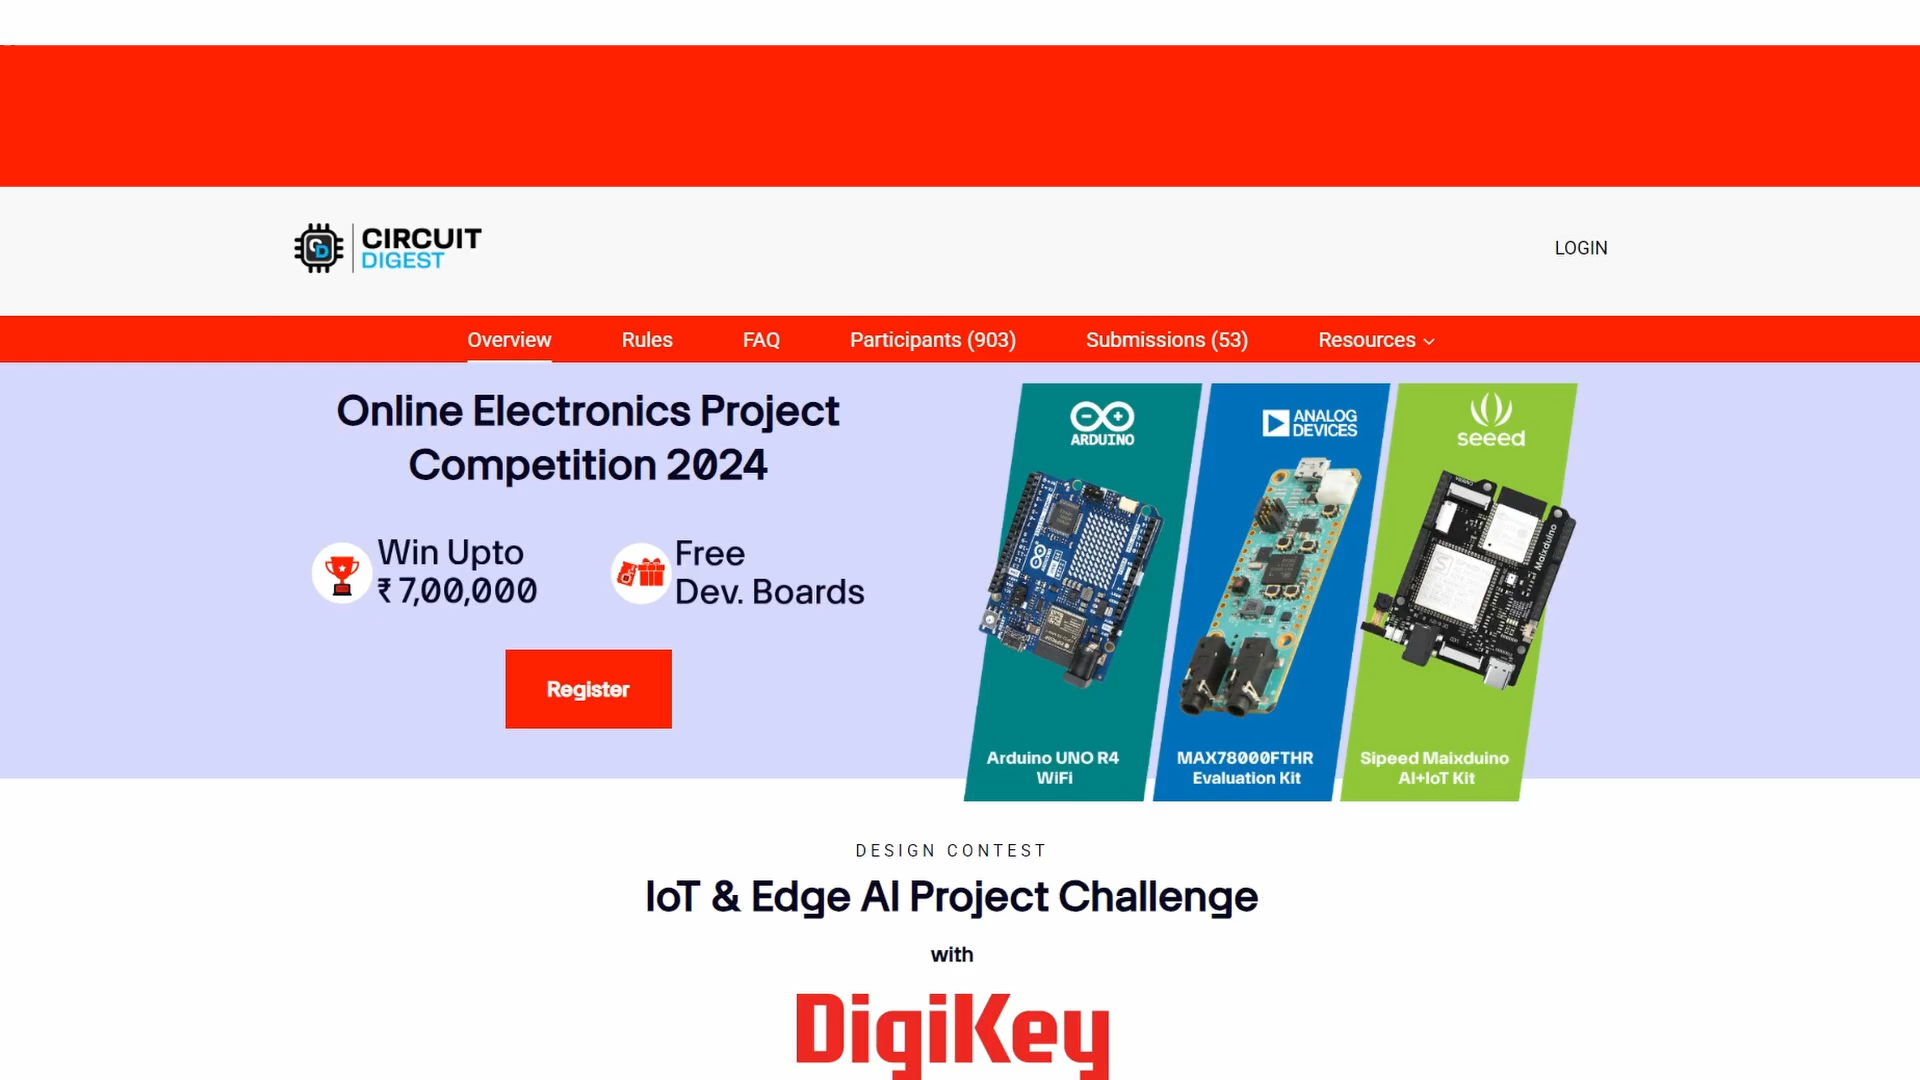 CIRCUIT
DIGEST
LOGIN
Overview
Rules
FAQ
Participants (903)
Submissions (53)
Resources
Online Electronics Project
Competition 2024
Win Upto
₹ 7,00,000
Free
Dev. Boards
Register
ARDUINO
ANALOG
DEVICES
seeed
Maixduino
Arduino UNO R4
WiFi
MAX78000FTHR
Evaluation Kit
Sipeed Maixduino
AI+IoT Kit
DESIGN CONTEST
IoT & Edge AI Project Challenge
with
DigiKey